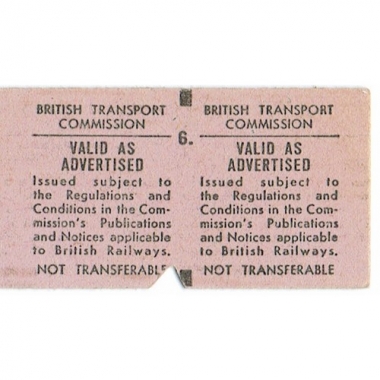 BRITISH TRANSPORT
COMMISSION
VALID AS
ADVERTISED
Issued subject to
the Regulations and
Conditions in the Com-
mission's Publications
and Notices applicable
to British Railways.
NOT TRANSFERABLE
6.
BRITISH TRANSPORT
COMMISSION
VALID AS
ADVERTISED
Issued subject to
the Regulations and
Conditions in the Com-
mission's Publications
and Notices applicable
to British Railways.
NOT TRANSFERABLE